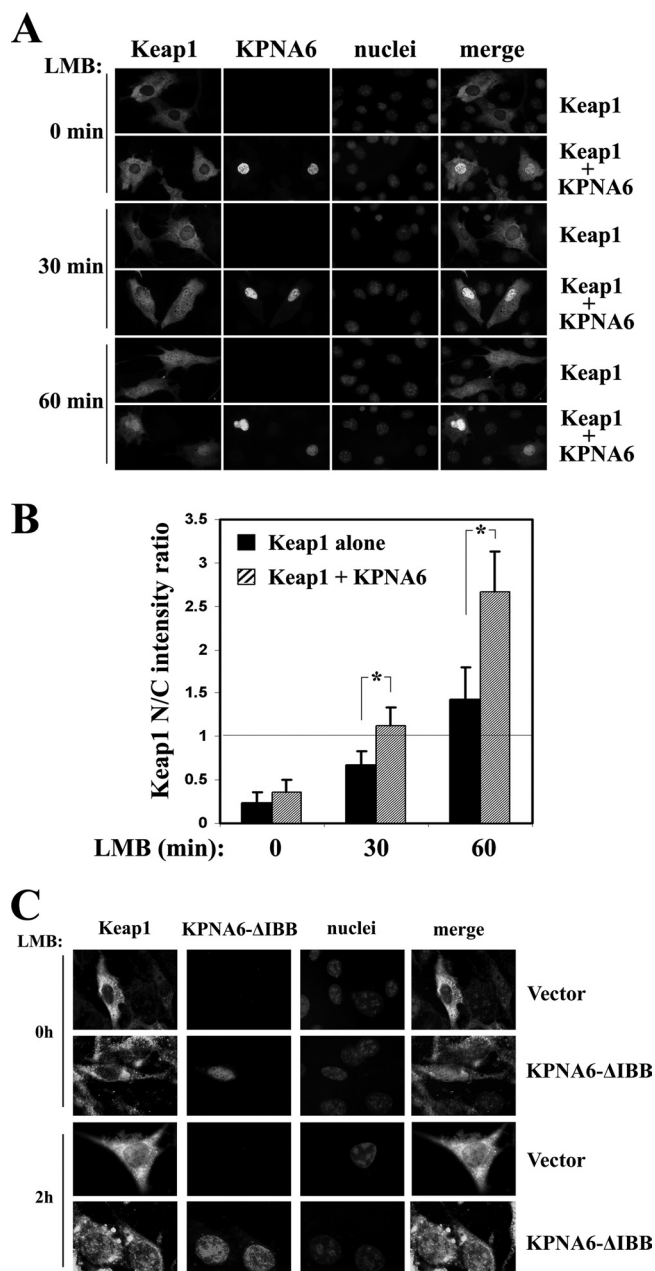 A
Keap1 KPNA6 nuclei merge
LMB:
0 min
Keap1
Keap1
+
KPNA6
30 min
Keap1
Keap1
+
KPNA6
60 min
Keap1
Keap1
+
KPNA6
B
Keap1 N/C intensity ratio
3.5
3
2.5
2
1.5
1
0.5
0
Keap1 alone
Keap1 + KPNA6
*
*
LMB (min): 0 30 60
C
Keap1 KPNA6-ΔIBB nuclei merge
LMB:
0h
Vector
KPNA6-ΔIBB
2h
Vector
KPNA6-ΔIBB